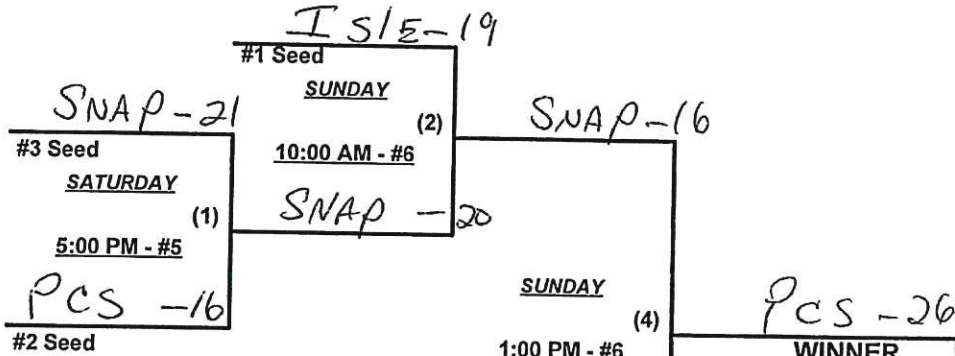 ISlE-19
#1 Seed
SUNDAY
SNAP-21
(2)
SNAP-16
#3 Seed
10:00 AM - #6
SATURDAY
(1)
SNAP -20
5:00 PM - #5
PCS -16
SUNDAY
(4)
PCS -26
#2 Seed
1:00 PM - #6
WINNER